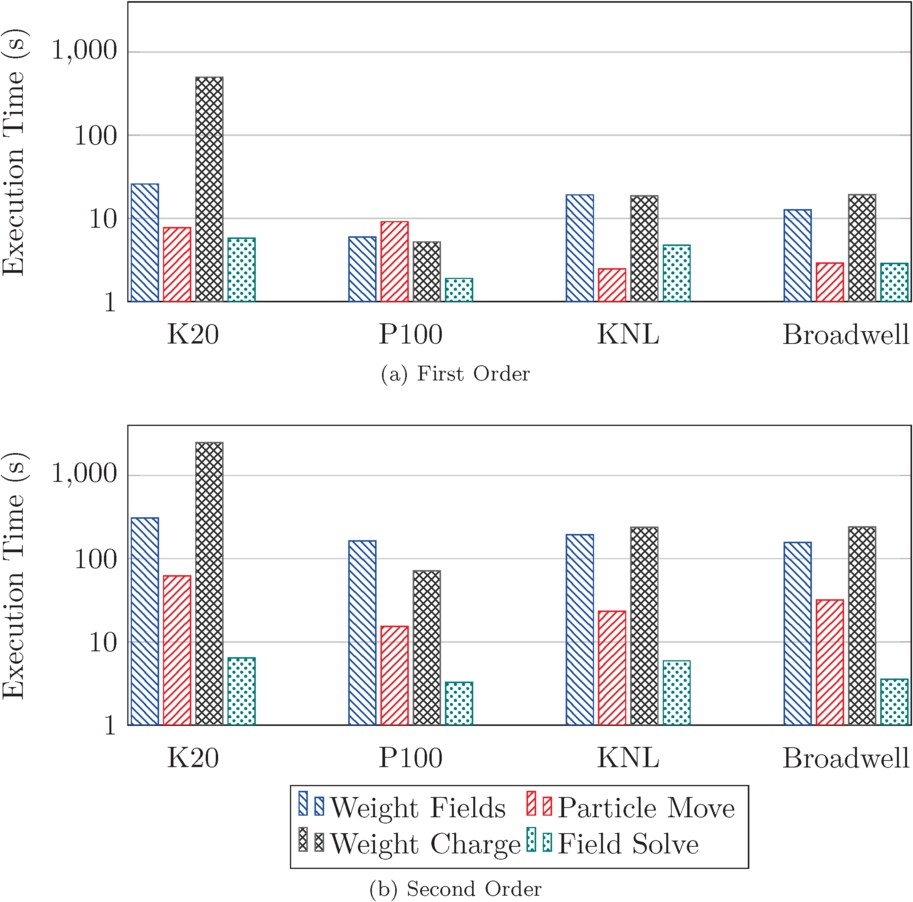 Execution Time (s)
1,000
100
10
1
K20 P100 KNL Broadwell
(a) First Order
Execution Time (s)
1,000
100
10
1
K20 P100 KNL Broadwell
Weight Fields Particle Move
Weight Charge Field Solve
(b) Second Order